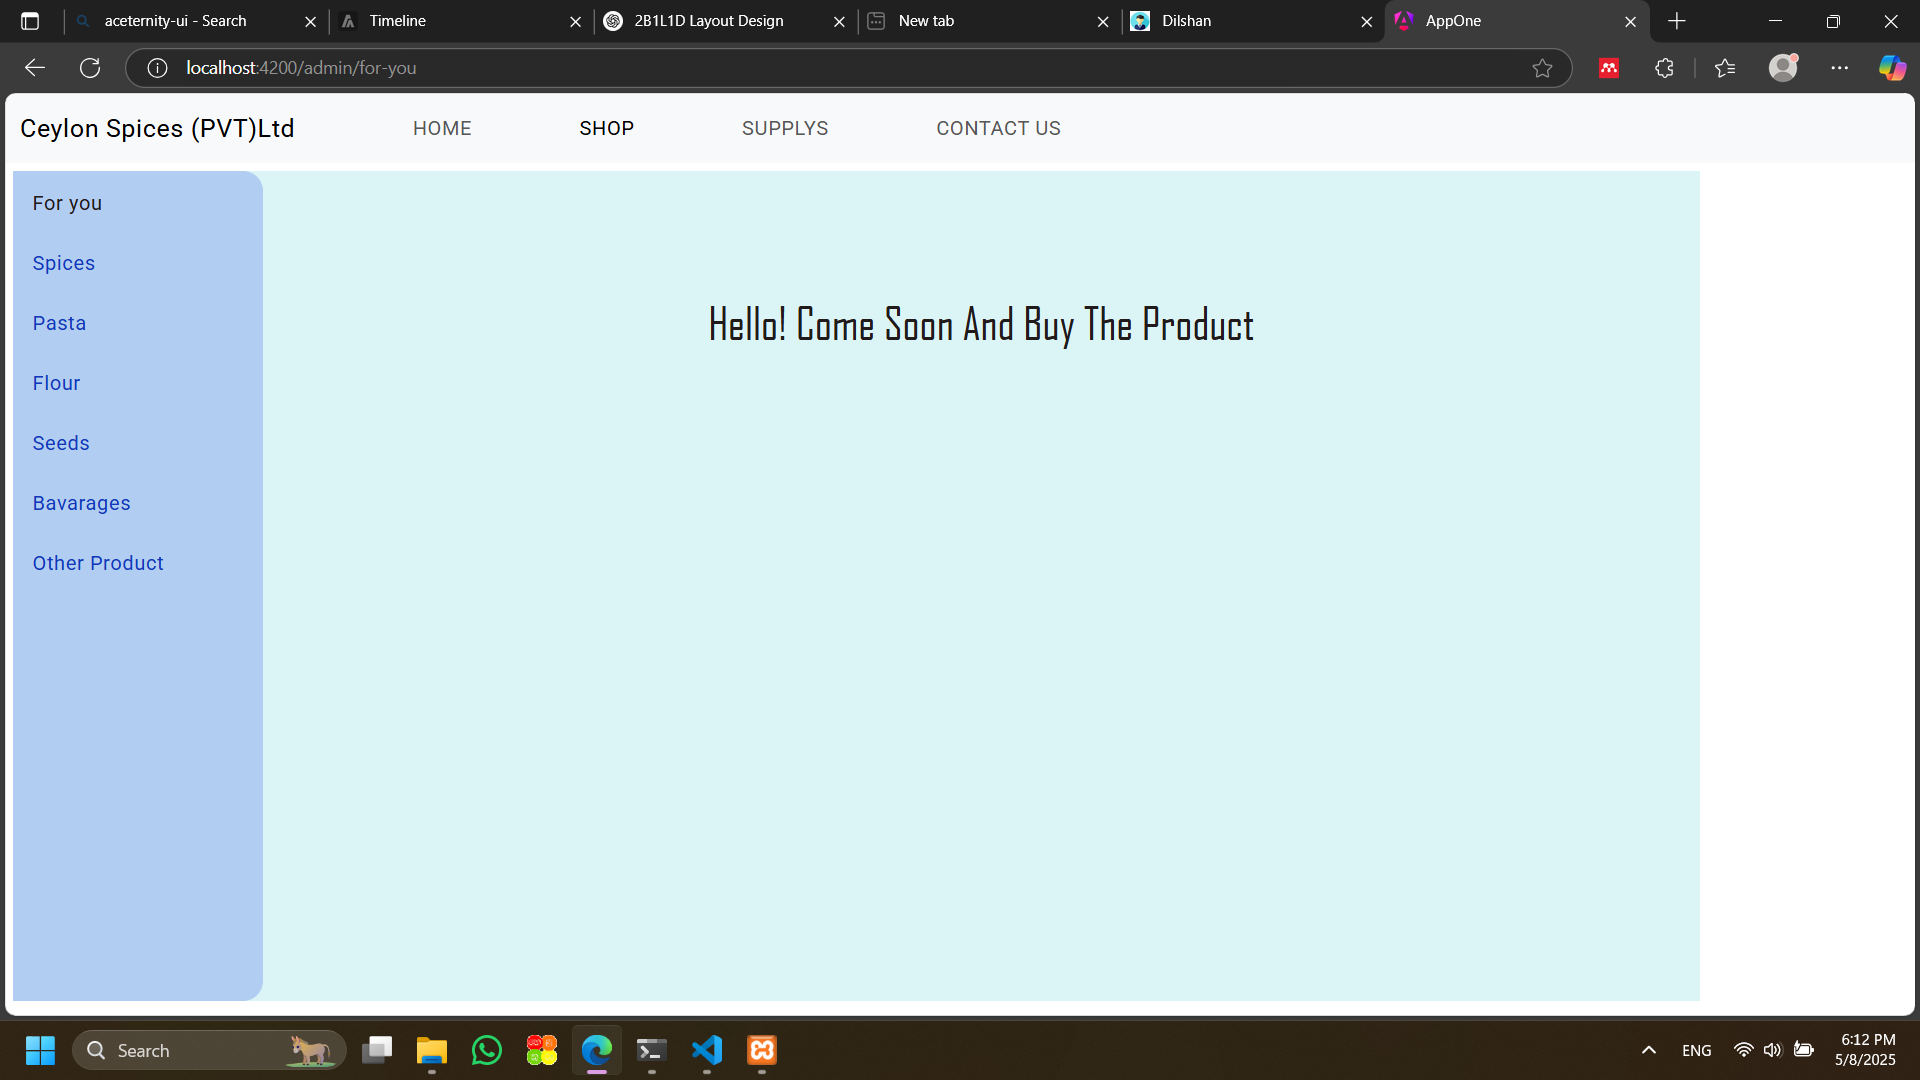 aceternity-ui - Search
Timeline
2B1L1D Layout Design
New tab
Dilshan
AppOne
localhost:4200/admin/for-you
Ceylon Spices (PVT)Ltd
HOME
SHOP
SUPPLYS
CONTACT US
For you
Spices
Pasta
Flour
Seeds
Bavarages
Other Product
Hello! Come Soon And Buy The Product
Search
ENG
6:12 PM
5/8/2025